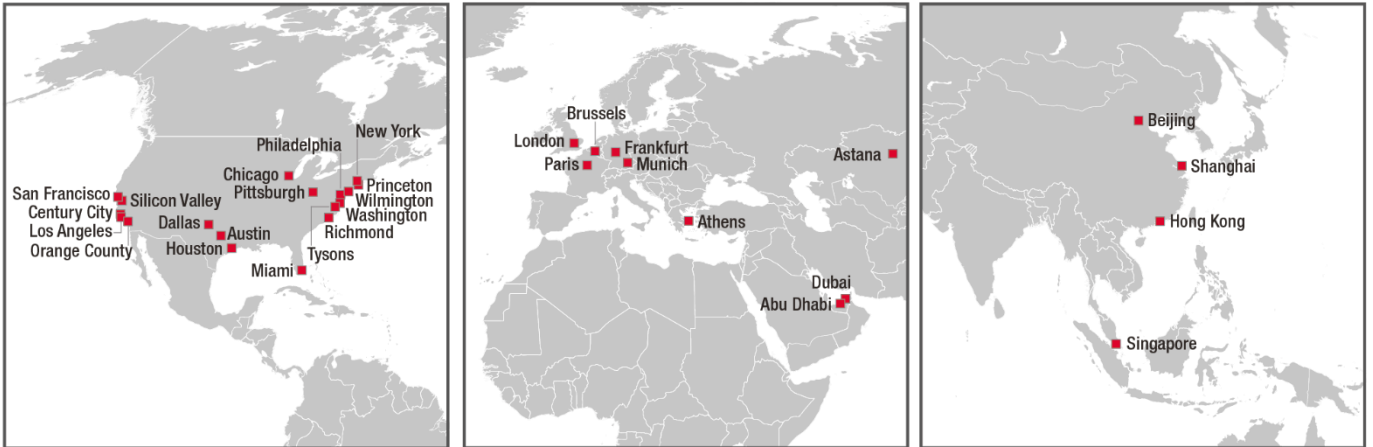 New York
Philadelphia
Chicago
Pittsburgh
Princeton
Wilmington
Washington
Richmond
Tysons
San Francisco
Silicon Valley
Century City
Los Angeles
Orange County
Dallas
Austin
Houston
Miami
Brussels
London
Frankfurt
Paris
Munich
Astana
Athens
Dubai
Abu Dhabi
Beijing
Shanghai
Hong Kong
Singapore